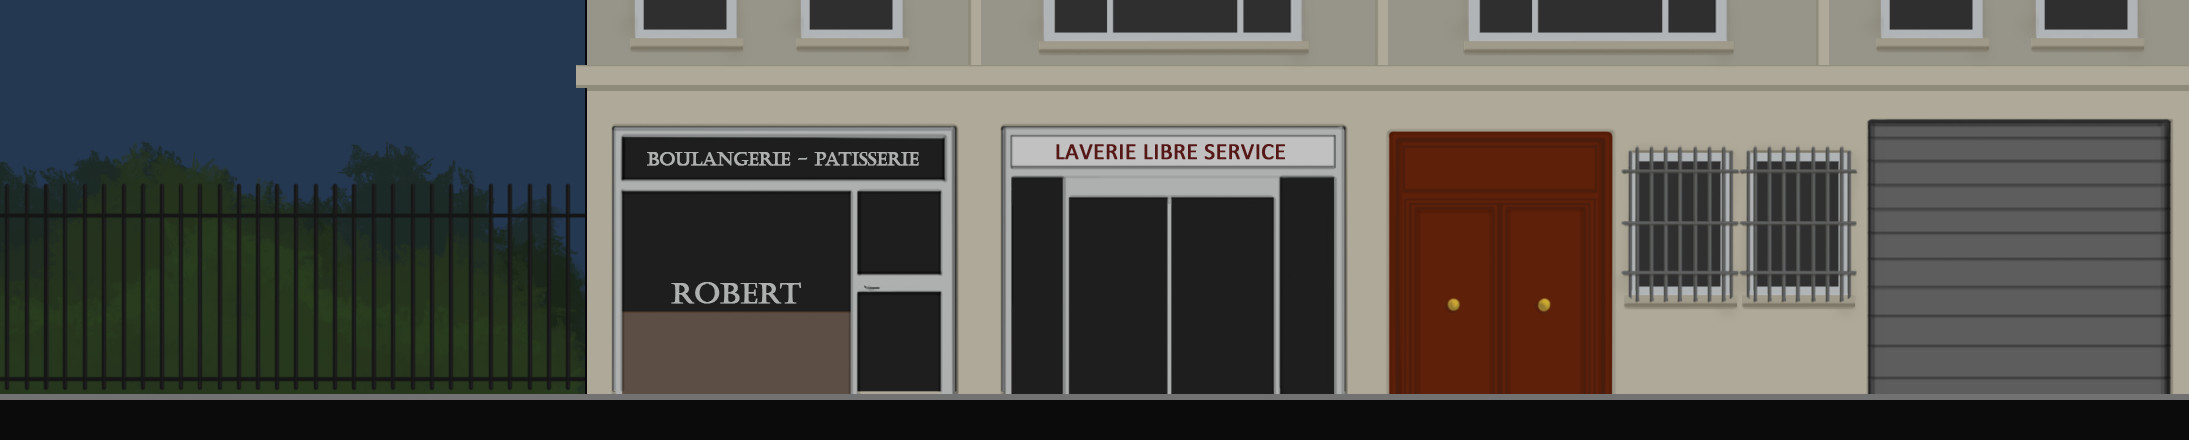 BOULANGERIE - PATISSERIE
ROBERT
LAVERIE LIBRE SERVICE